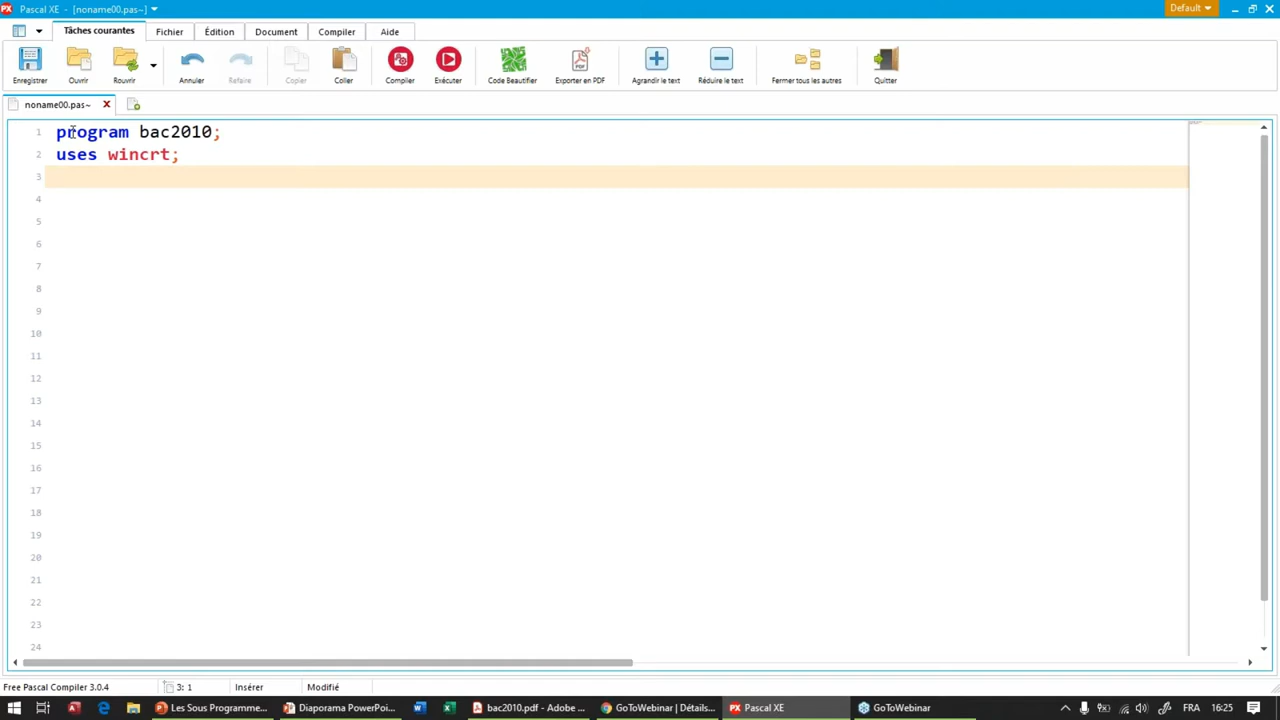 Pascal XE - [noname00.pas~]
Default
Tâches courantes Fichier Édition Document Compiler Aide
Enregistrer Ouvrir Rouvrir Annuler Refaire Copier Coller Compiler Exécuter Code Beautifier Exporter en PDF Agrandir le text Réduire le text Fermer tous les autres Quitter
noname00.pas~
1 program bac2010;
2 uses wincrt;
3
4
5
6
7
8
9
10
11
12
13
14
15
16
17
18
19
20
21
22
23
24
Free Pascal Compiler 3.0.4 3: 1 Insérer Modifié
Les Sous Programme... Diaporama PowerPoi... bac2010.pdf - Adobe ... GoToWebinar | Détails... Pascal XE GoToWebinar FRA 16:25